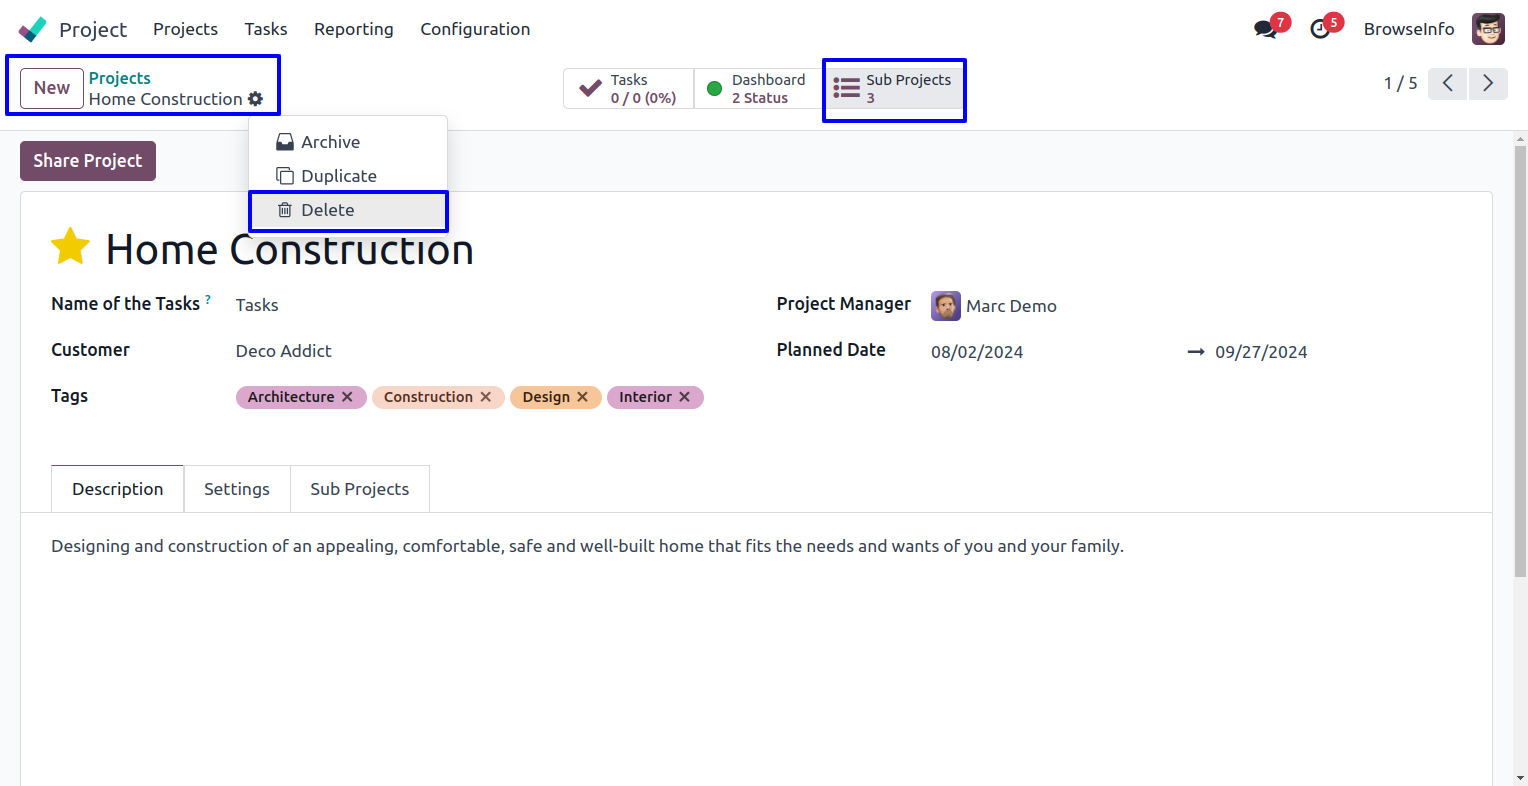 Project Projects Tasks Reporting Configuration 7 5 BrowseInfo
New Projects Tasks Dashboard Sub Projects
Home Construction 0 / 0 (0%) 2 Status 3 1 / 5
Archive
Share Project
Duplicate
Delete
Home Construction
Name of the Tasks ? Tasks Project Manager Marc Demo
Customer Deco Addict Planned Date 08/02/2024 → 09/27/2024
Tags Architecture ✕ Construction ✕ Design ✕ Interior ✕
Description Settings Sub Projects
Designing and construction of an appealing, comfortable, safe and well-built home that fits the needs and wants of you and your family.